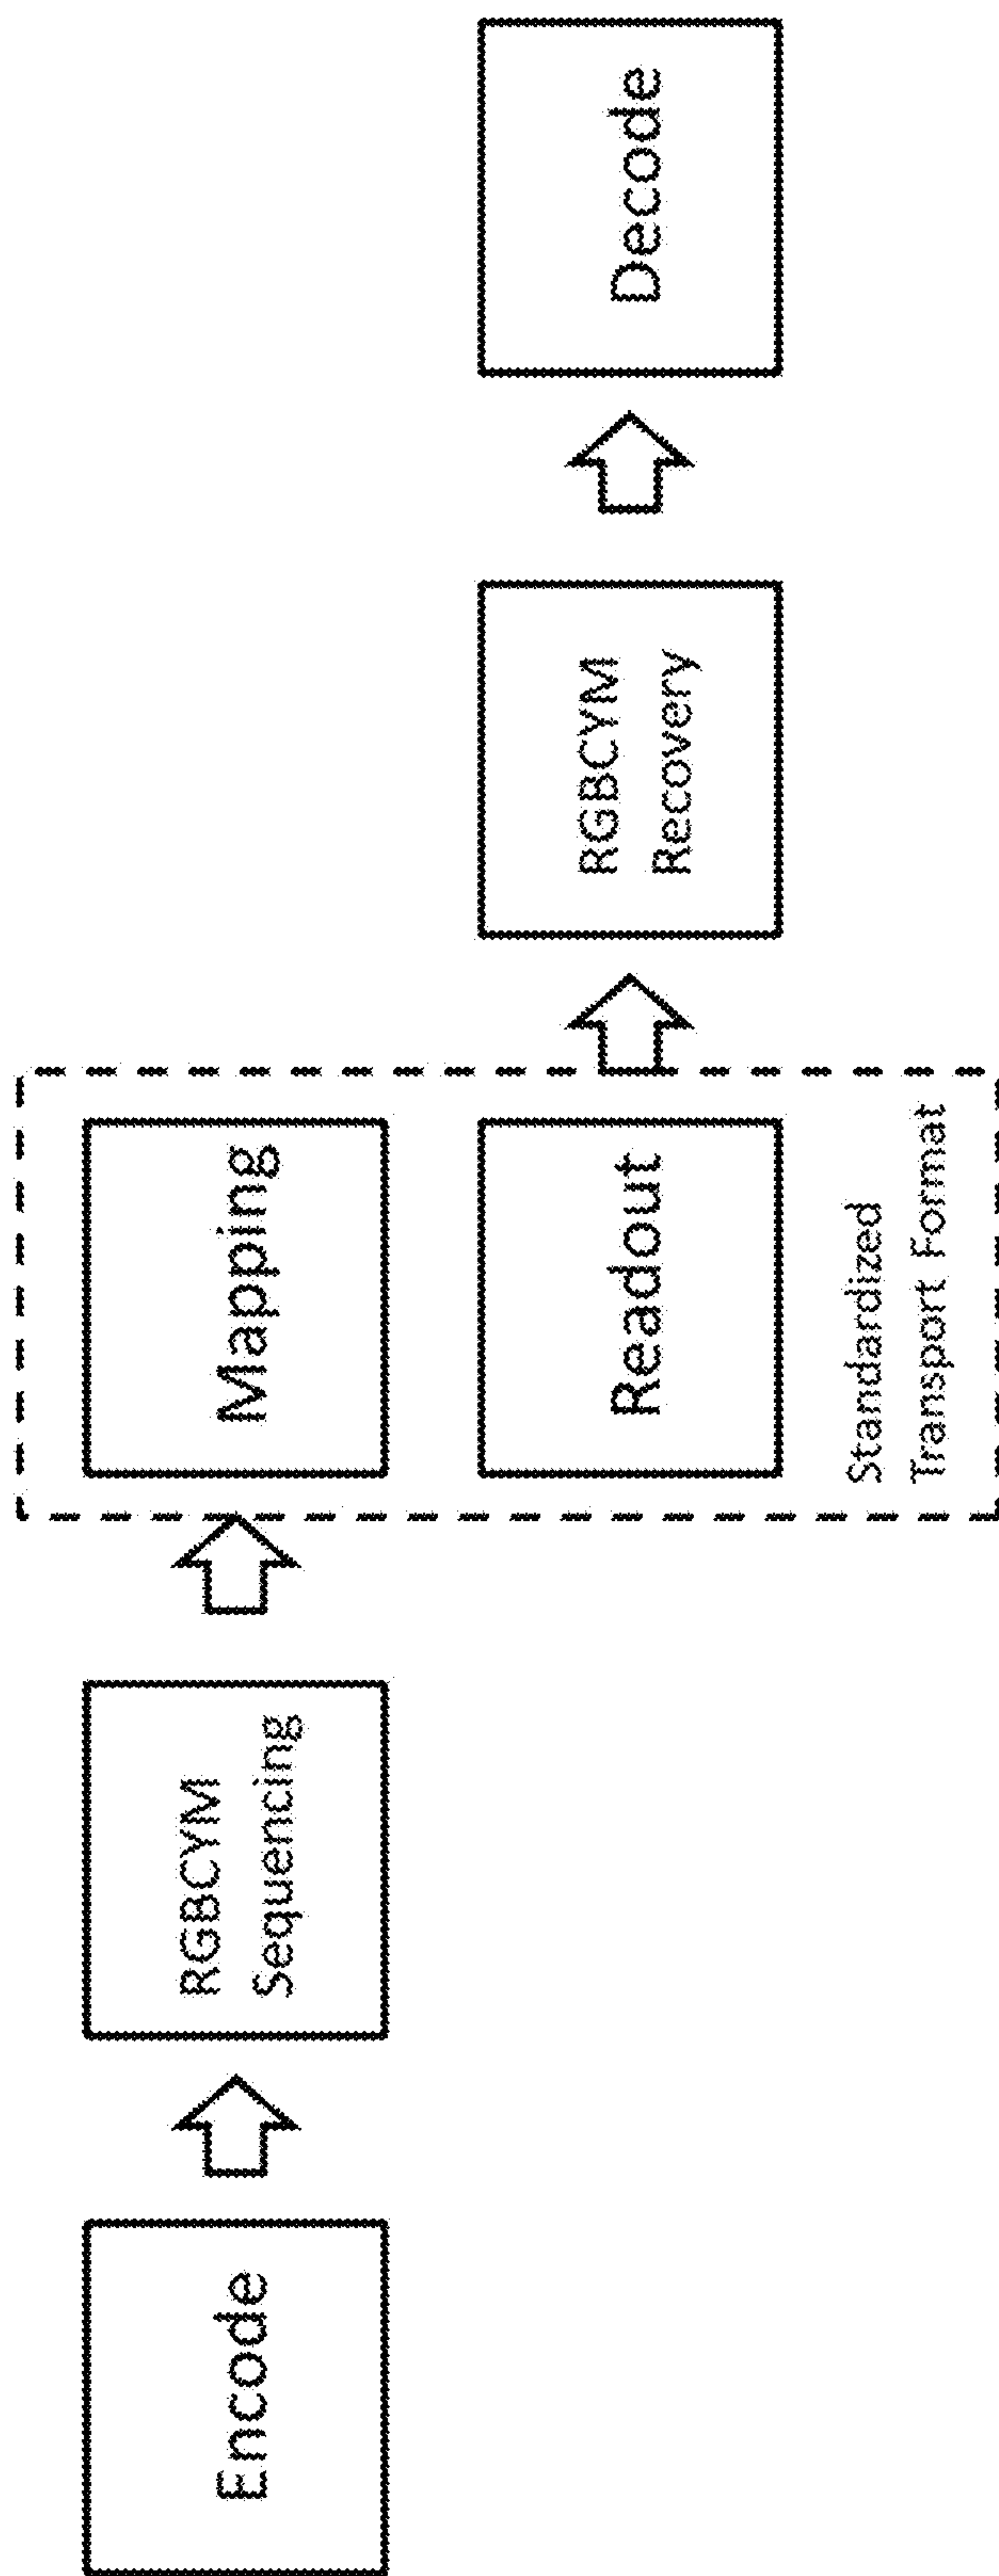 Encode
RGBCYM
Sequencing
Mapping
Readout
Standardized
Transport Format
RGBCYM
Recovery
Decode